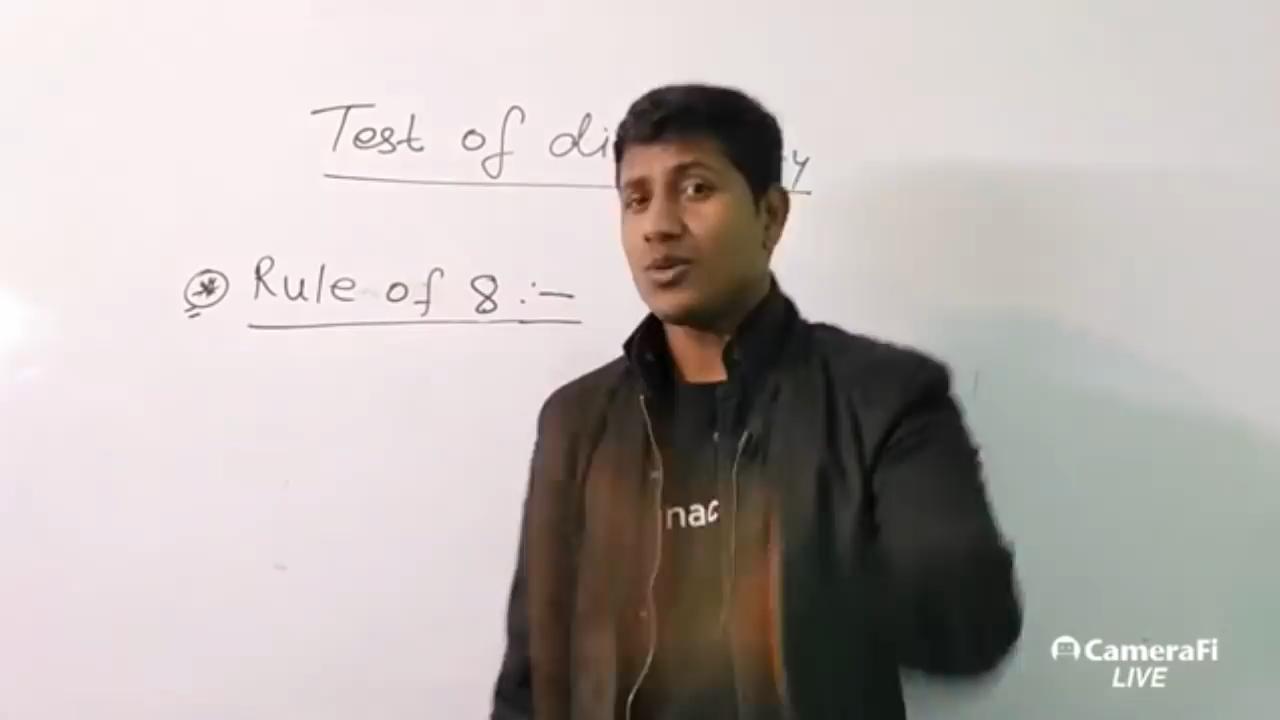 Test of di y
Rule of 8 :-
nac
CameraFi
LIVE